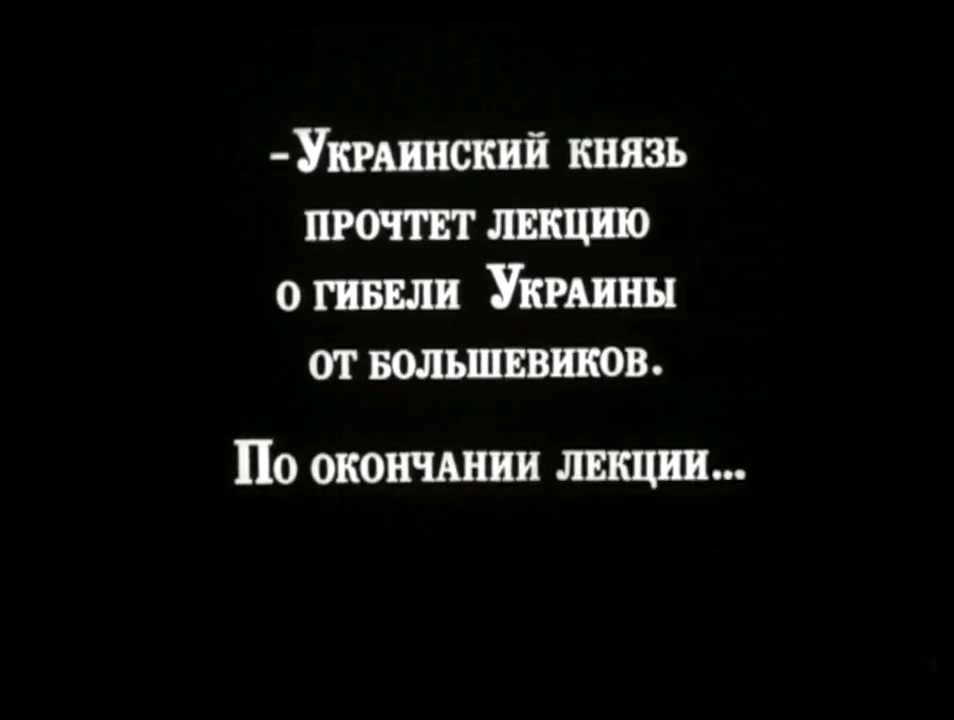 - Украинский князь
прочтет лекцию
о гибели Украины
от большевиков.
По окончании лекции...